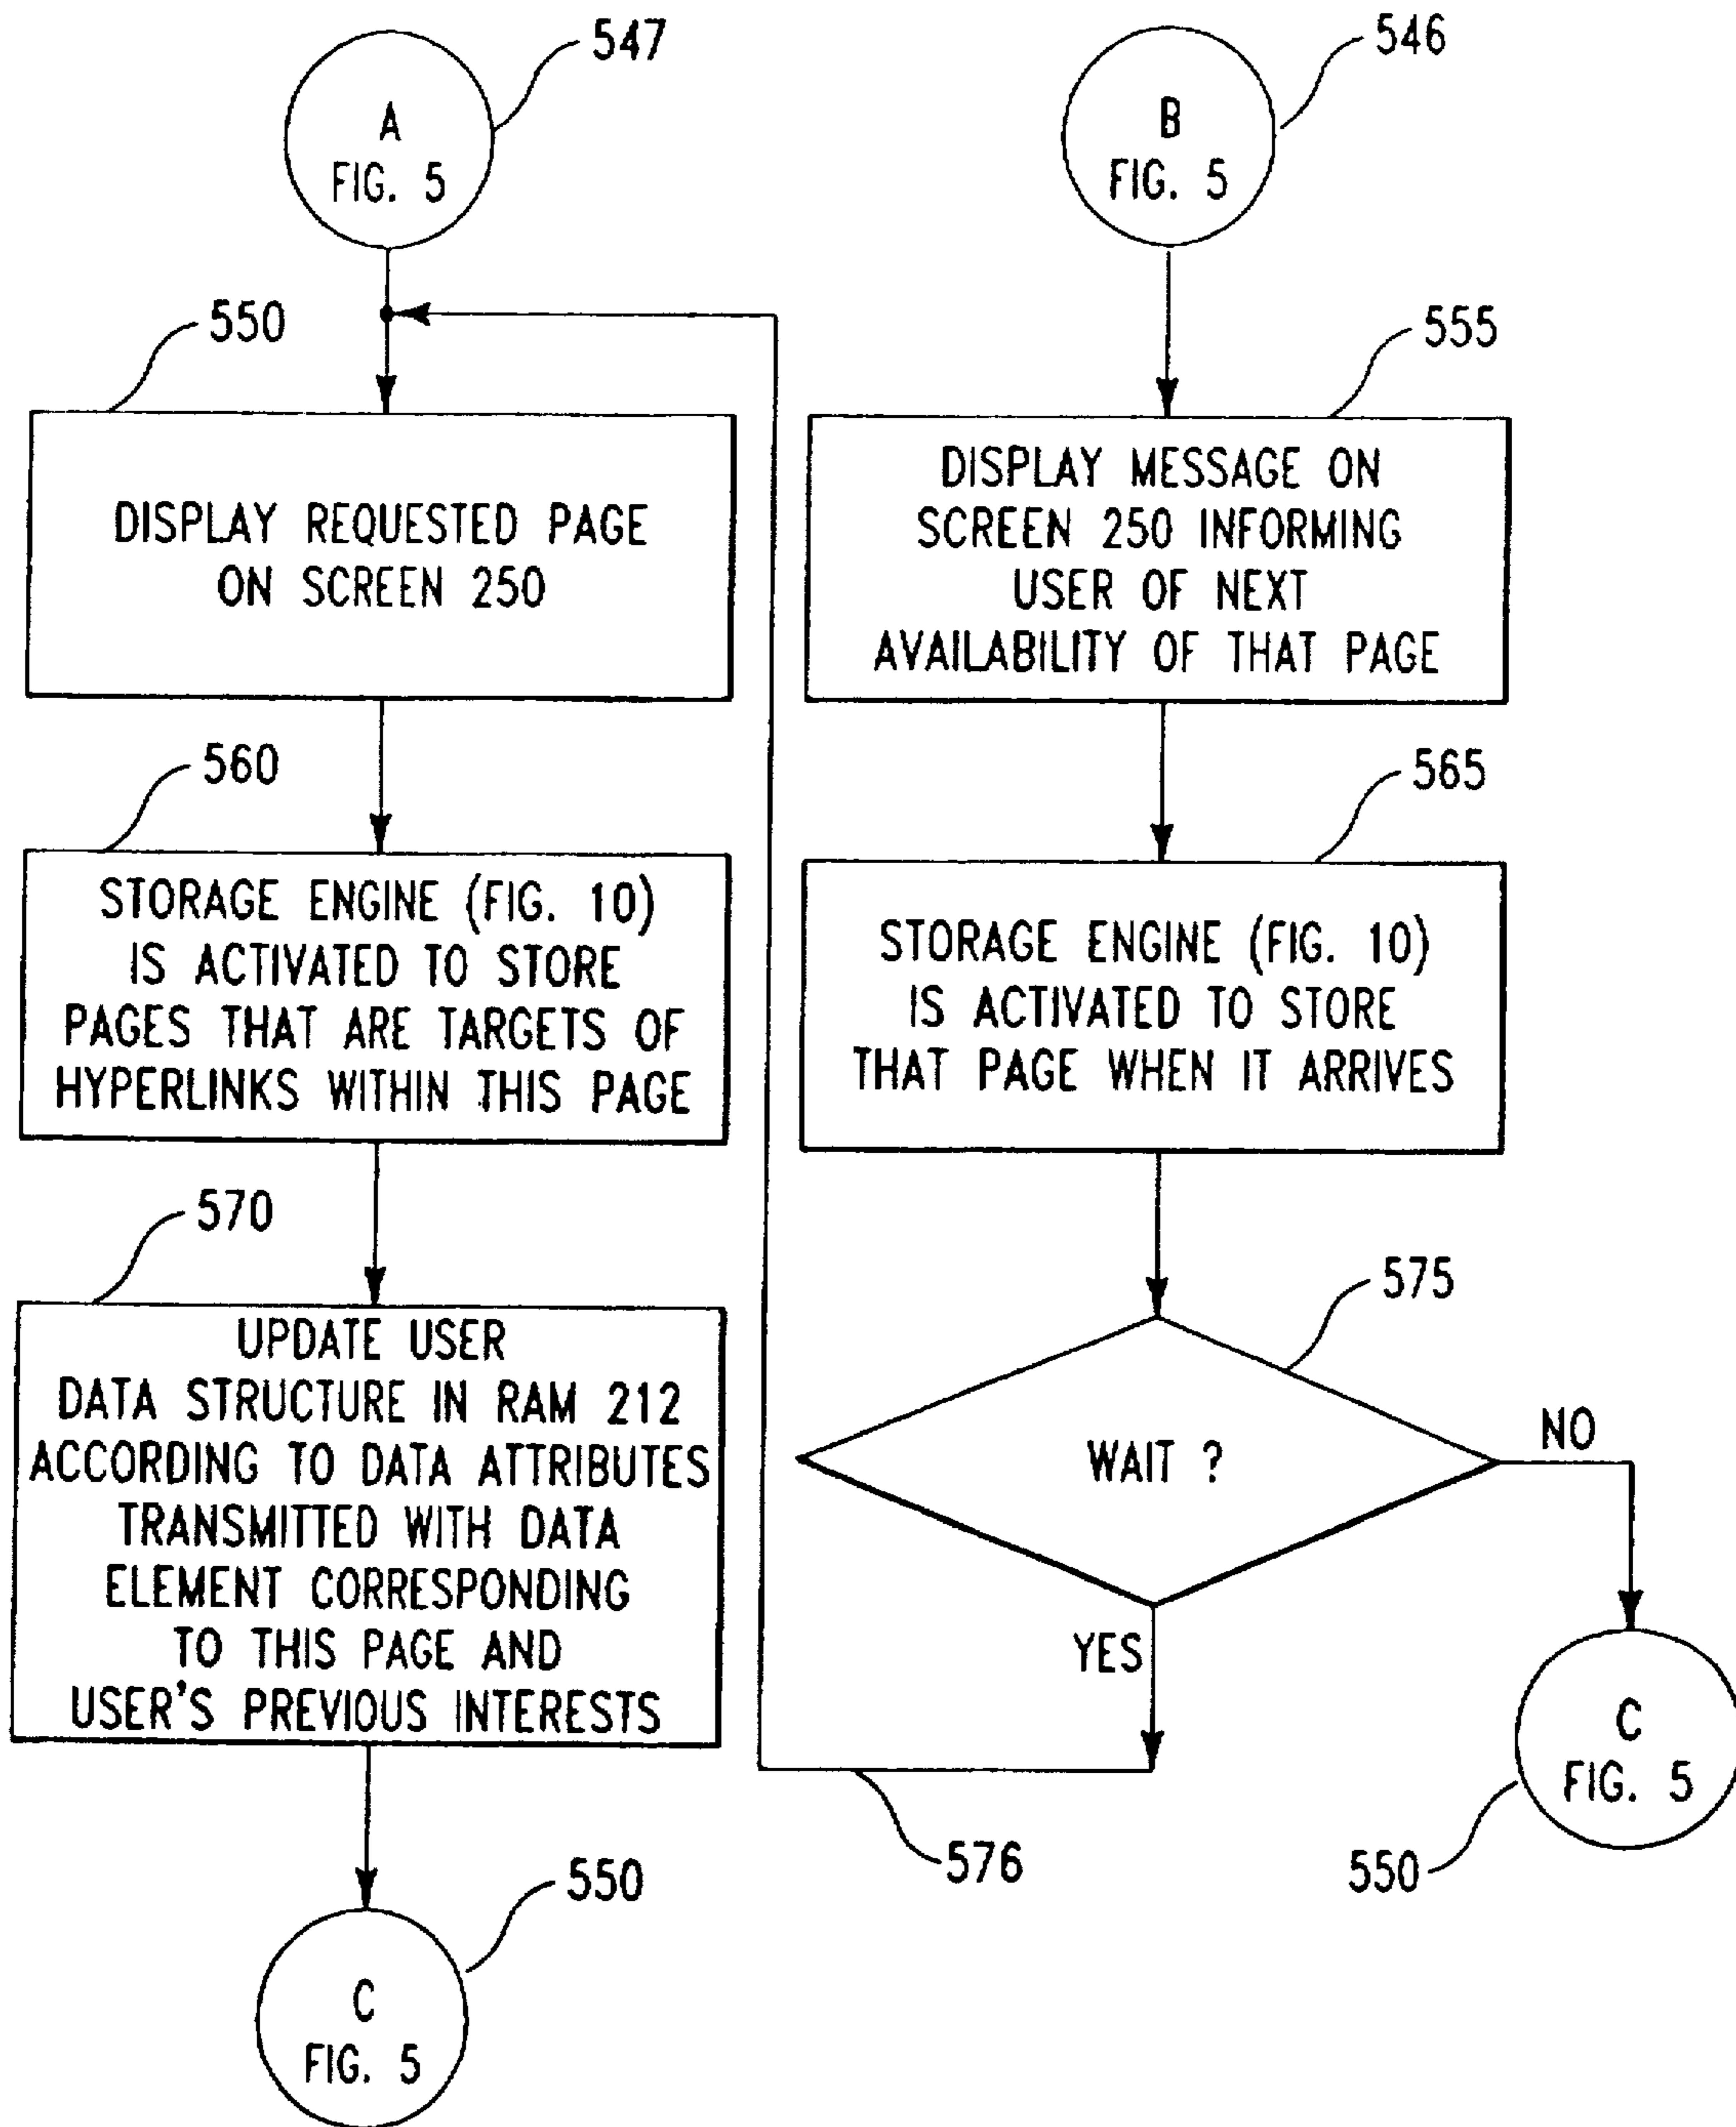 547
A
FIG. 5
550
DISPLAY REQUESTED PAGE
ON SCREEN 250
560
STORAGE ENGINE (FIG. 10)
IS ACTIVATED TO STORE
PAGES THAT ARE TARGETS OF
HYPERLINKS WITHIN THIS PAGE
570
UPDATE USER
DATA STRUCTURE IN RAM 212
ACCORDING TO DATA ATTRIBUTES
TRANSMITTED WITH DATA
ELEMENT CORRESPONDING
TO THIS PAGE AND
USER'S PREVIOUS INTERESTS
550
C
FIG. 5
546
B
FIG. 5
555
DISPLAY MESSAGE ON
SCREEN 250 INFORMING
USER OF NEXT
AVAILABILITY OF THAT PAGE
565
STORAGE ENGINE (FIG. 10)
IS ACTIVATED TO STORE
THAT PAGE WHEN IT ARRIVES
575
WAIT ?
NO
YES
576
C
FIG. 5
550